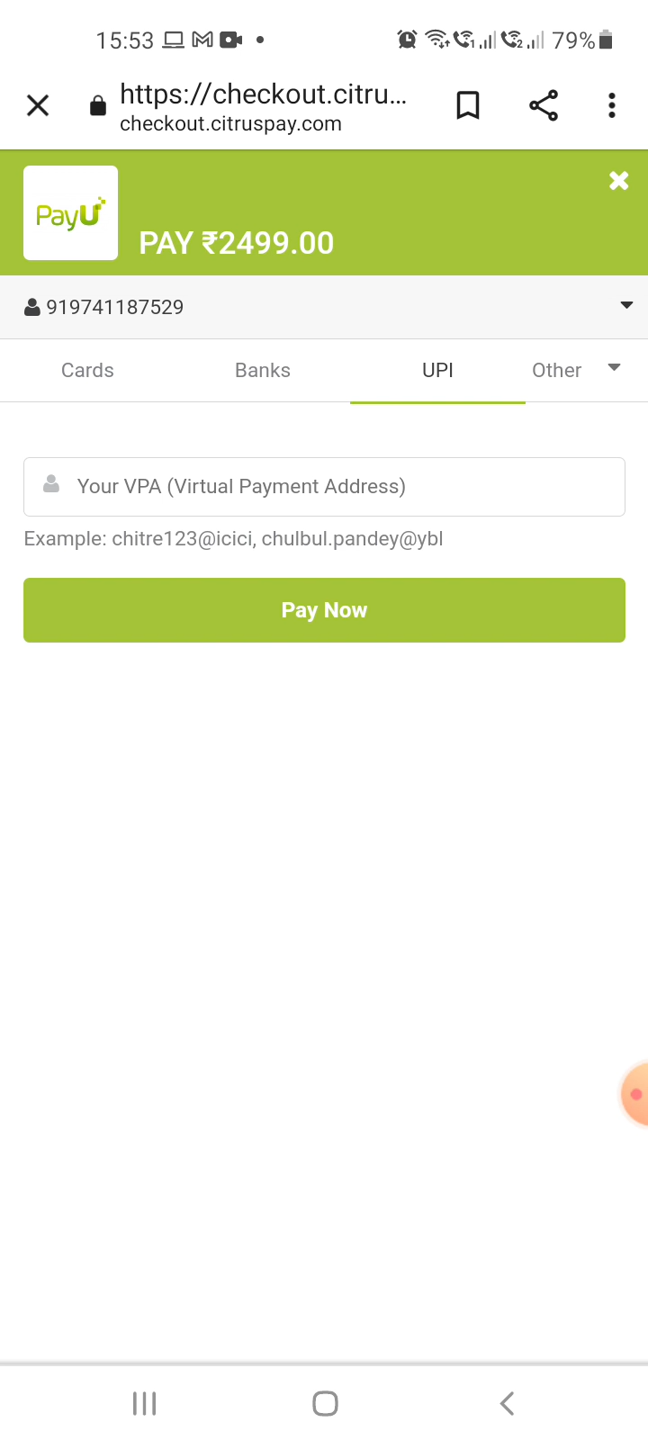 15:53
79%
https://checkout.citru...
checkout.citruspay.com
PayU
PAY ₹2499.00
919741187529
Cards Banks UPI Other
Your VPA (Virtual Payment Address)
Example: chitre123@icici, chulbul.pandey@ybl
Pay Now